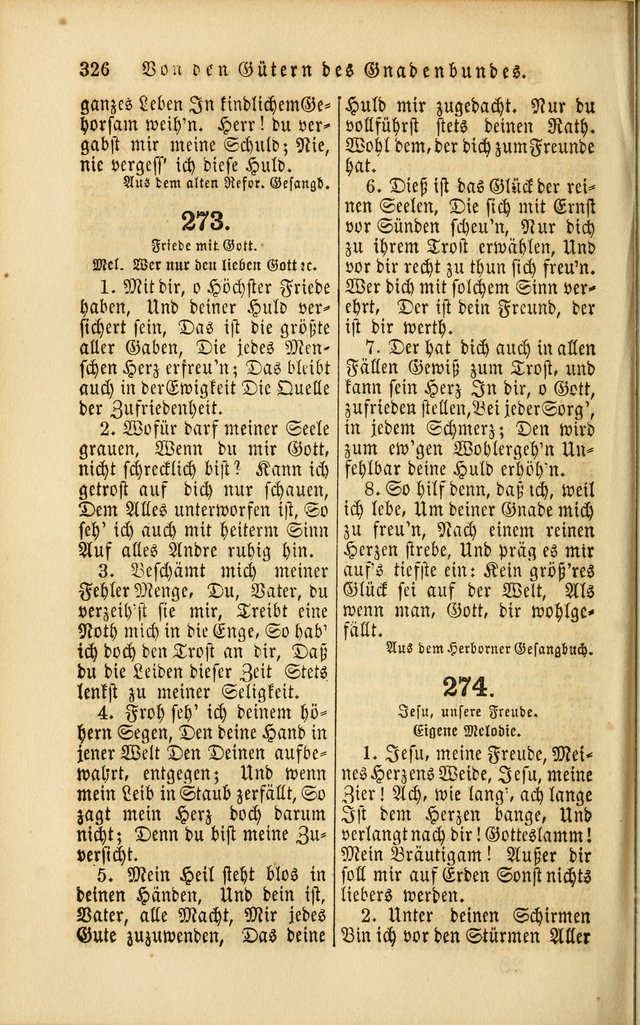 326 Von den Gütern des Gnadenbundes.
ganzes Leben In kindlichem Ge-
horsam weih'n. Herr! du ver-
gabst mir meine Schuld; Nie,
nie vergess' ich diese Huld.
Aus dem alten Refor. Gesangb.
273.
Friede mit Gott.
Mel. Wer nur den lieben Gott ꝛc.
1. Mit dir, o Höchster Friede
haben, Und deiner Huld ver-
sichert sein, Das ist die größte
aller Gaben, Die jedes Men-
schen Herz erfreu'n; Das bleibt
auch in der Ewigkeit Die Quelle
der Zufriedenheit.
2. Wofür darf meiner Seele
grauen, Wenn du mir Gott,
nicht schrecklich bist? Kann ich
getrost auf dich nur schauen,
Dem Alles unterworfen ist, So
seh' ich auch mit heiterm Sinn
Auf alles Andre ruhig hin.
3. Beschämt mich meiner
Fehler Menge, Du, Vater, du
verzeih'st sie mir, Treibt eine
Noth mich in die Enge, So hab'
ich doch den Trost an dir, Daß
du die Leiden dieser Zeit Stets
lenkst zu meiner Seligkeit.
4. Froh seh' ich deinem hö-
hern Segen, Den deine Hand in
jener Welt Den Deinen aufbe-
wahrt, entgegen; Und wenn
mein Leib in Staub zerfällt, So
zagt mein Herz doch darum
nicht; Denn du bist meine Zu-
versicht.
5. Mein Heil steht blos in
deinen Händen, Und dein ist,
Vater, alle Macht, Mir jedes
Gute zuzuwenden, Das deine
Huld mir zugedacht. Nur du
vollführst stets deinen Rath.
Wohl dem, der dich zum Freunde
hat.
6. Dieß ist das Glück der rei-
nen Seelen, Die sich mit Ernst
vor Sünden scheu'n, Nur dich
zu ihrem Trost erwählen, Und
vor dir recht zu thun sich freu'n.
Wer dich mit solchem Sinn ver-
ehrt, Der ist dein Freund, der
ist dir werth.
7. Der hat dich auch in allen
Fällen Gewiß zum Trost, und
kann sein Herz In dir, o Gott,
zufrieden stellen, Bei jeder Sorg',
in jedem Schmerz; Den wird
zum ew'gen Wohlergeh'n Un-
fehlbar deine Huld erhöh'n.
8. So hilf denn, daß ich, weil
ich lebe, Um deiner Gnade mich
zu freu'n, Nach einem reinen
Herzen strebe, Und präg es mir
auf's tiefste ein: Kein größ'res
Glück sei auf der Welt, Als
wenn man, Gott, dir wohlge-
fällt.
Aus dem Herborner Gesangbuch.
274.
Jesu, unsere Freude.
Eigene Melodie.
1. Jesu, meine Freude, Mei-
nes Herzens Weide, Jesu, meine
Zier! Ach, wie lang', ach lange
Ist dem Herzen bange, Und
verlangt nach dir! Gotteslamm!
Mein Bräutigam! Außer dir
soll mir auf Erden Sonst nichts
liebers werden.
2. Unter deinen Schirmen
Bin ich vor den Stürmen Aller